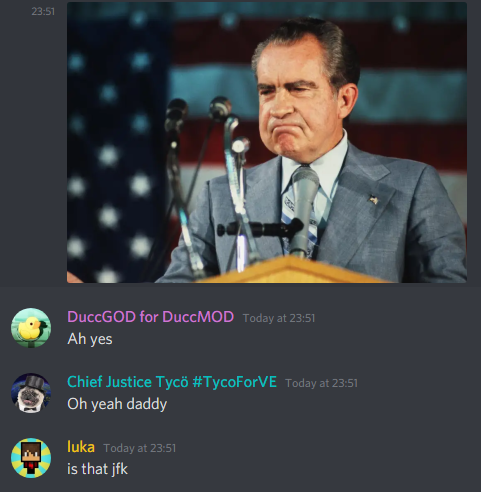 23:51
DuccGOD for DuccMOD Today at 23:51
Ah yes
Chief Justice Tycö #TycoForVE Today at 23:51
Oh yeah daddy
luka Today at 23:51
is that jfk